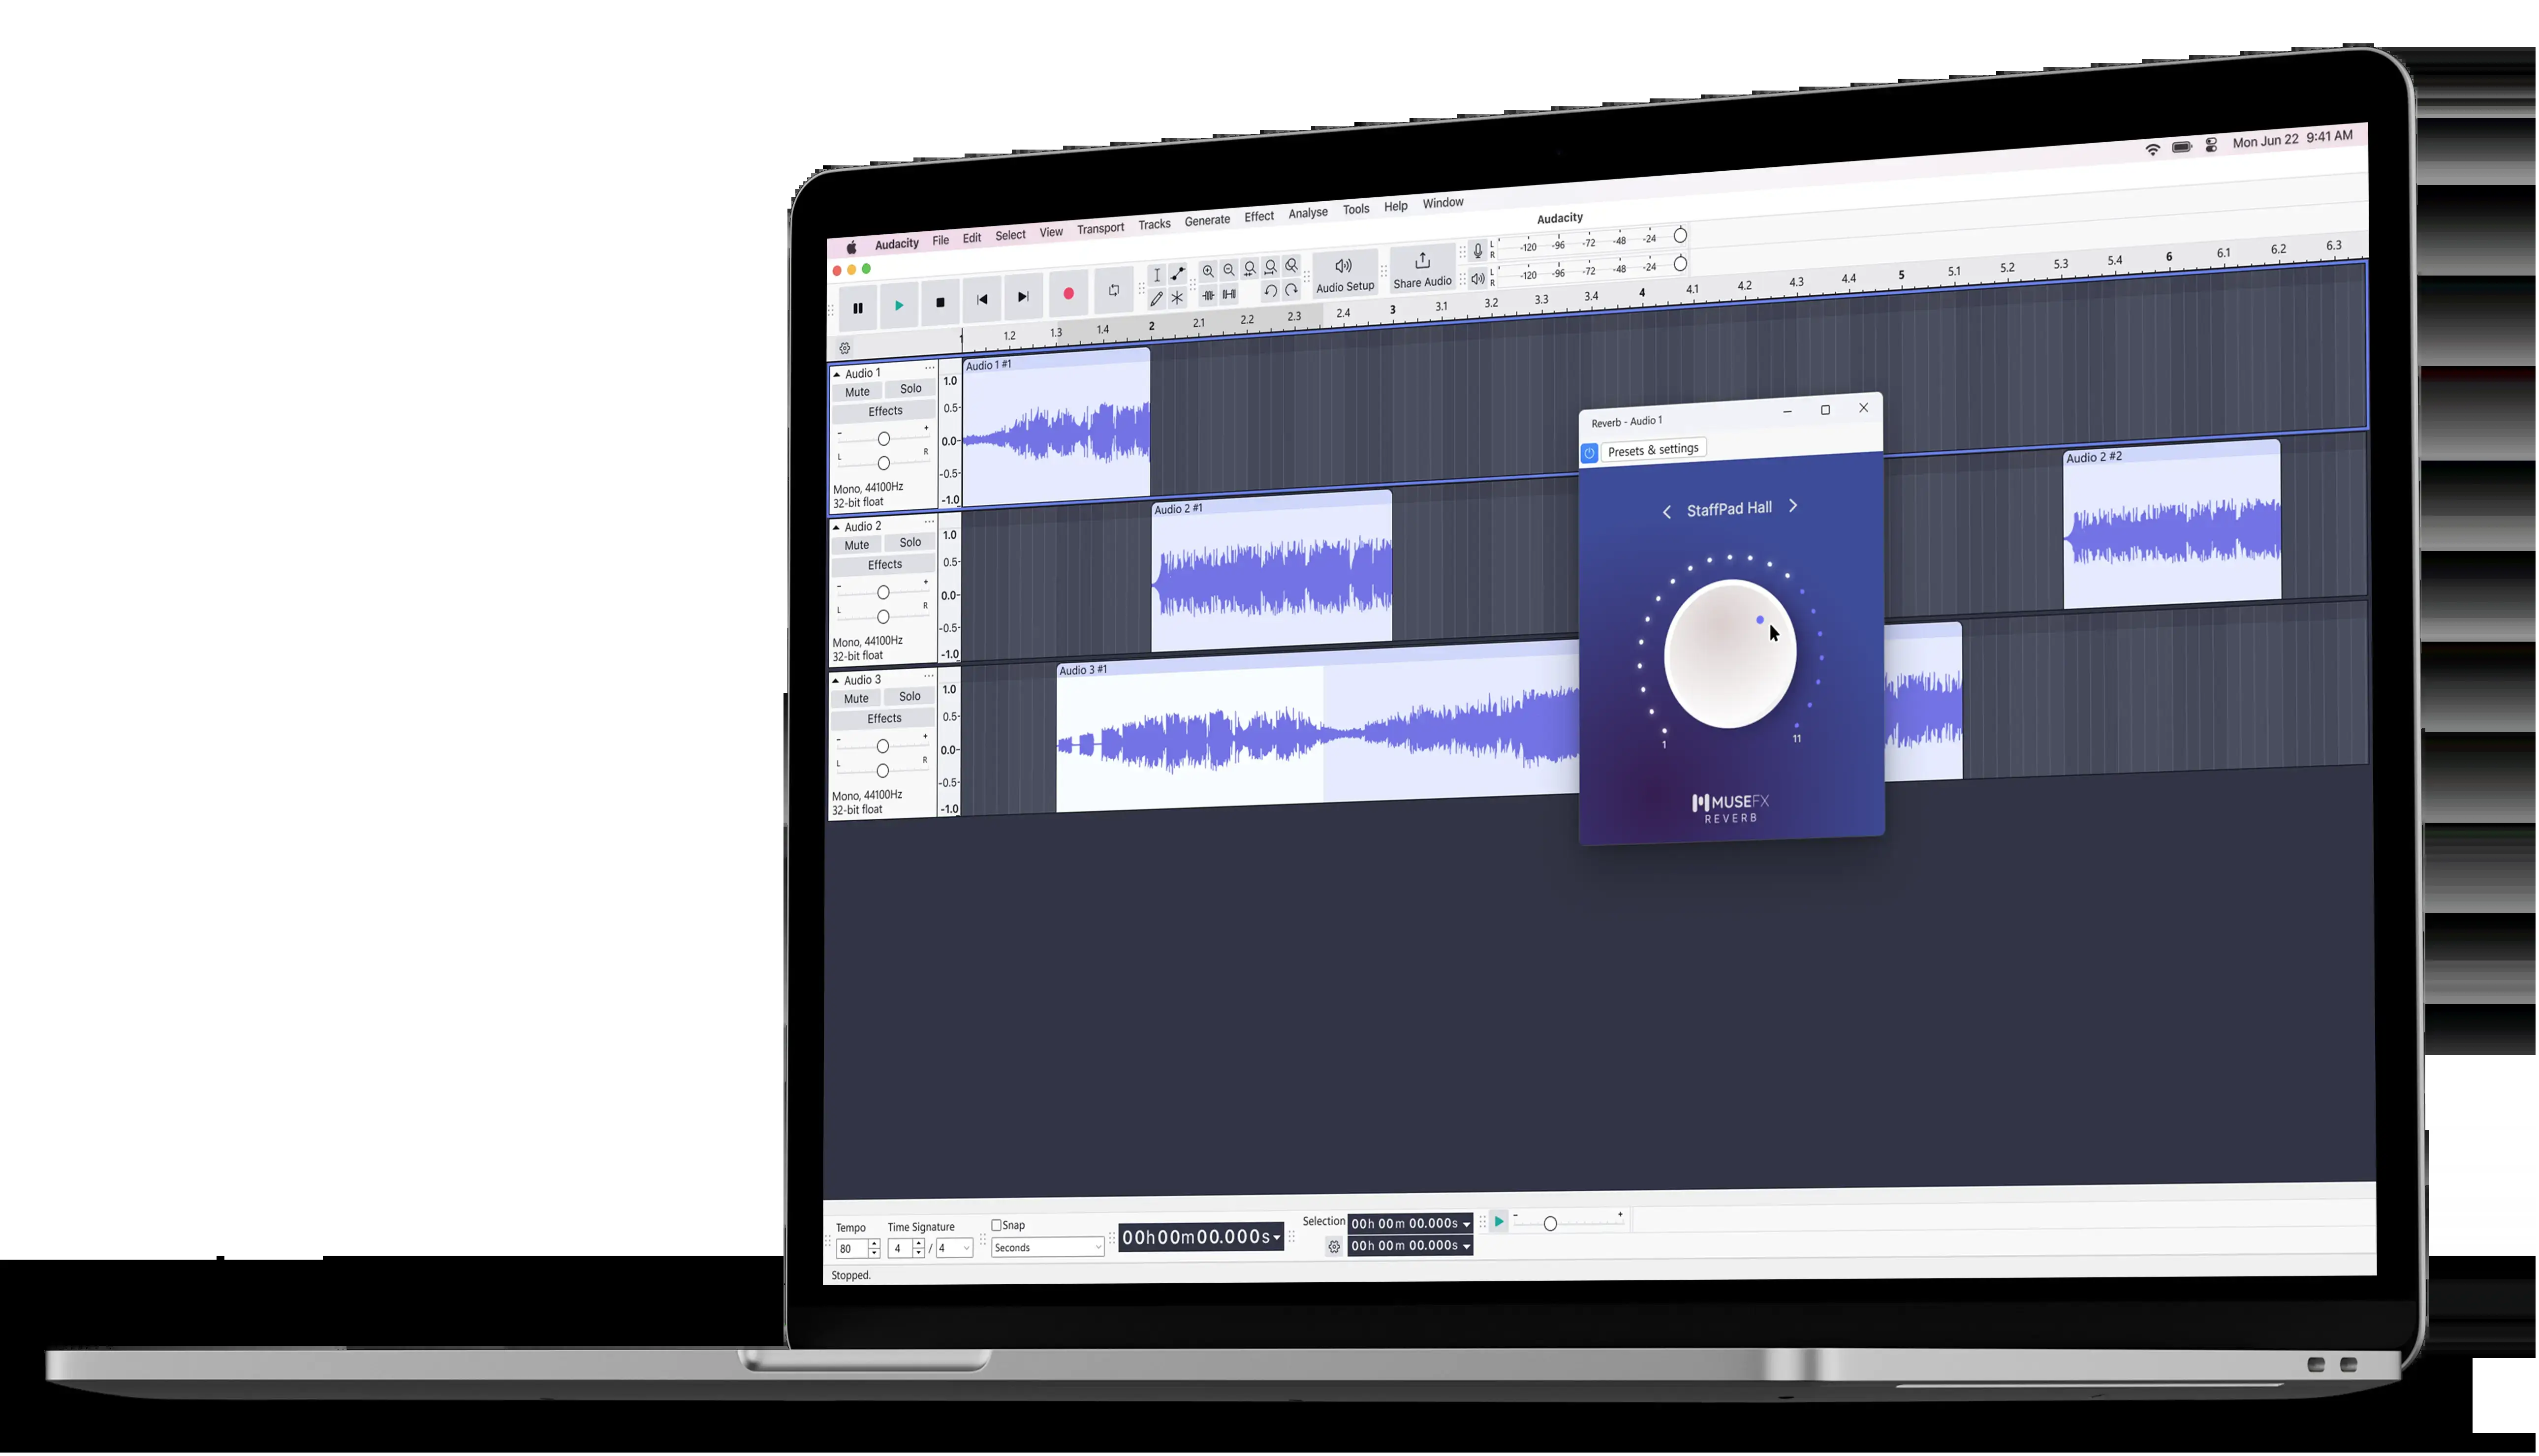 Mon Jun 22 9:41 AM
Audacity File Edit Select View Transport Tracks Generate Effect Analyse Tools Help Window
Audacity
L
R
-120 -96 -72 -48 -24
Audio Setup
Share Audio
L
R
-120 -96 -72 -48 -24
1 1.2 1.3 1.4 2 2.1 2.2 2.3 2.4 3 3.1 3.2 3.3 3.4 4 4.1 4.2 4.3 4.4 5 5.1 5.2 5.3 5.4 6 6.1 6.2 6.3
Audio 1 ...
Mute Solo
Effects
- +
L R
Mono, 44100Hz
32-bit float
1.0
0.5-
0.0-
-0.5-
-1.0
Audio 1 #1
Audio 2 ...
Mute Solo
Effects
- +
L R
Mono, 44100Hz
32-bit float
1.0
0.5-
0.0-
-0.5-
-1.0
Audio 2 #1
Audio 2 #2
Audio 3 ...
Mute Solo
Effects
- +
L R
Mono, 44100Hz
32-bit float
1.0
0.5-
0.0-
-0.5-
-1.0
Audio 3 #1
Reverb - Audio 1
Presets & settings
StaffPad Hall
1 11
MUSEFX
REVERB
Tempo
80
Time Signature
4 / 4
Snap
Seconds
00h00m00.000s
Selection
00h 00m 00.000s
00h 00m 00.000s
- +
Stopped.